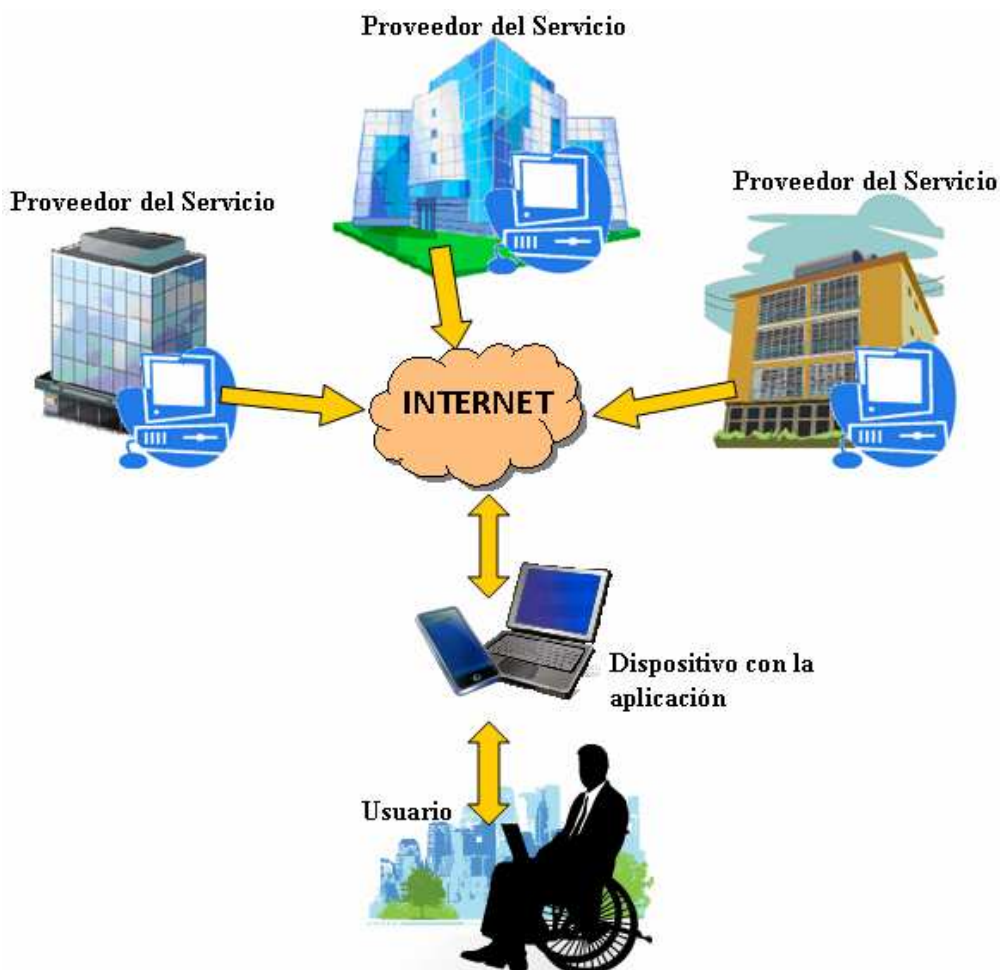 Proveedor del Servicio
Proveedor del Servicio
Proveedor del Servicio
INTERNET
Dispositivo con la
aplicación
Usuario